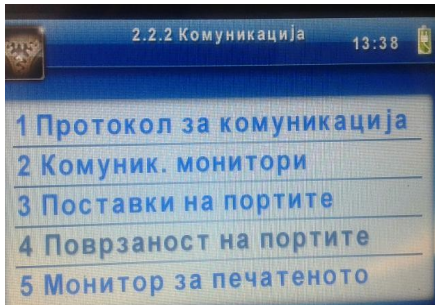 2.2.2 Комуникација
13:38
1 Протокол за комуникација
2 Комуник. монитори
3 Поставки на портите
4 Поврзаност на портите
5 Монитор за печатеното